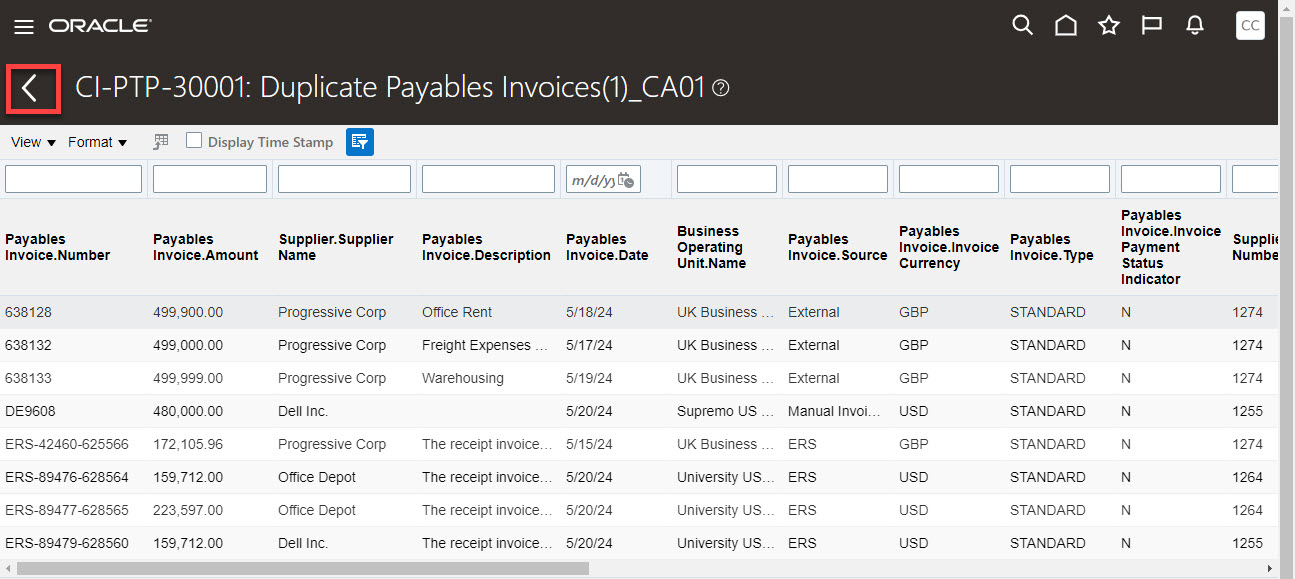 ORACLE
CC
CI-PTP-30001: Duplicate Payables Invoices(1)_CA01
View Format Display Time Stamp
m/d/yy
Payables Invoice.Number Payables Invoice.Amount Supplier.Supplier Name Payables Invoice.Description Payables Invoice.Date Business Operating Unit.Name Payables Invoice.Source Payables Invoice.Invoice Currency Payables Invoice.Type Payables Invoice.Invoice Payment Status Indicator
638128 499,900.00 Progressive Corp Office Rent 5/18/24 UK Business ... External GBP STANDARD N 1274
638132 499,000.00 Progressive Corp Freight Expenses ... 5/17/24 UK Business ... External GBP STANDARD N 1274
638133 499,999.00 Progressive Corp Warehousing 5/19/24 UK Business ... External GBP STANDARD N 1274
DE9608 480,000.00 Dell Inc. 5/20/24 Supremo US ... Manual Invoi... USD STANDARD N 1255
ERS-42460-625566 172,105.96 Progressive Corp The receipt invoice... 5/15/24 UK Business ... ERS GBP STANDARD N 1274
ERS-89476-628564 159,712.00 Office Depot The receipt invoice... 5/20/24 University US... ERS USD STANDARD N 1264
ERS-89477-628565 223,597.00 Office Depot The receipt invoice... 5/20/24 University US... ERS USD STANDARD N 1264
ERS-89479-628560 159,712.00 Dell Inc. The receipt invoice... 5/20/24 University US... ERS USD STANDARD N 1255